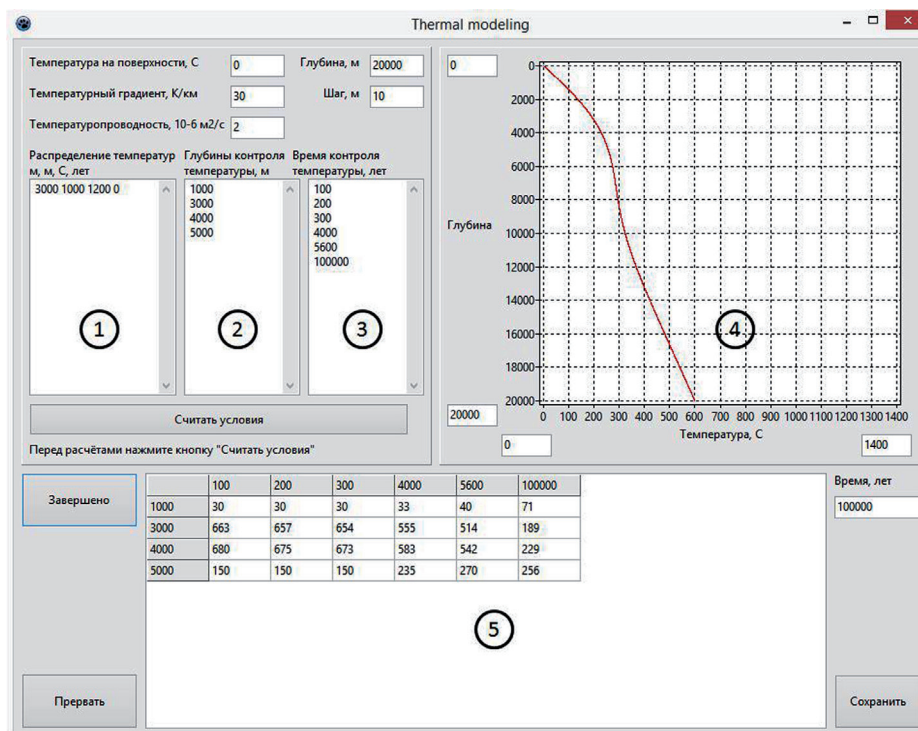 Thermal modeling
Температура на поверхности, С 0 Глубина, м 20000
Температурный градиент, К/км 30 Шаг, м 10
Температуропроводность, 10-6 м2/с 2
Распределение температур
м, м, С, лет
3000 1000 1200 0
1
Глубины контроля
температуры, м
1000
3000
4000
5000
2
Время контроля
температуры, лет
100
200
300
4000
5600
100000
3
Считать условия
Перед расчётами нажмите кнопку "Считать условия"
0
Глубина
20000
0
2000
4000
6000
8000
10000
12000
14000
16000
18000
20000
4
0 100 200 300 400 500 600 700 800 900 1000 1100 1200 1300 1400
Температура, С
0 1400
Завершено
100 200 300 4000 5600 100000
1000 30 30 30 33 40 71
3000 663 657 654 555 514 189
4000 680 675 673 583 542 229
5000 150 150 150 235 270 256
5
Время, лет
100000
Прервать
Сохранить